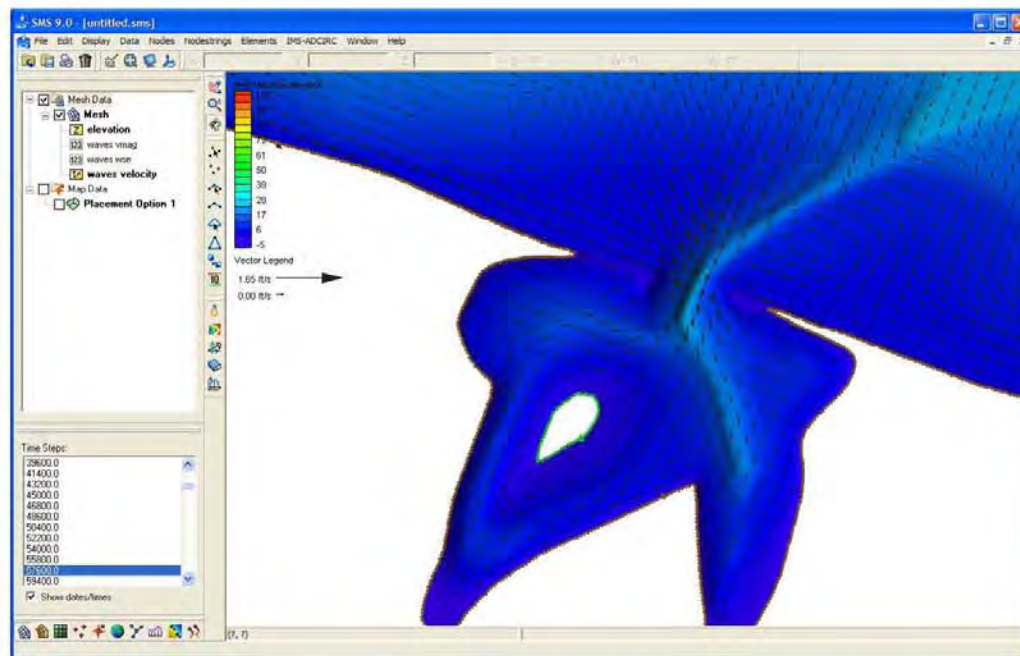 SMS 9.0 - [untitled.sms]
File Edit Display Data Nodes Nodestrings Elements IMS-ADCIRC Window Help
Mesh Data
Mesh
elevation
waves vmag
waves wse
waves velocity
Map Data
Placement Option 1
61
50
39
28
17
6
-5
Vector Legend
1.65 ft/s
0.00 ft/s
Time Steps:
39600.0
41400.0
43200.0
45000.0
46800.0
48600.0
50400.0
52200.0
54000.0
55800.0
57600.0
59400.0
Show dates/times
(7, 7)